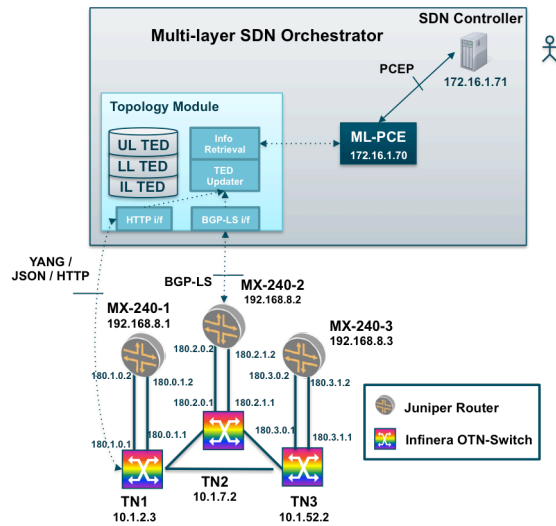 SDN Controller
Multi-layer SDN Orchestrator
PCEP
172.16.1.71
Topology Module
UL TED
LL TED
IL TED
Info
Retrieval
TED
Updater
ML-PCE
172.16.1.70
HTTP i/f
BGP-LS i/f
YANG /
JSON / HTTP
BGP-LS
MX-240-2
192.168.8.2
MX-240-1
192.168.8.1
MX-240-3
192.168.8.3
180.2.0.2
180.2.1.2
180.1.0.2
180.0.1.2
180.3.0.2
180.3.1.2
180.2.0.1
180.2.1.1
180.1.0.1
180.0.1.1
180.3.0.1
180.3.1.1
Juniper Router
Infinera OTN-Switch
TN1
10.1.2.3
TN2
10.1.7.2
TN3
10.1.52.2